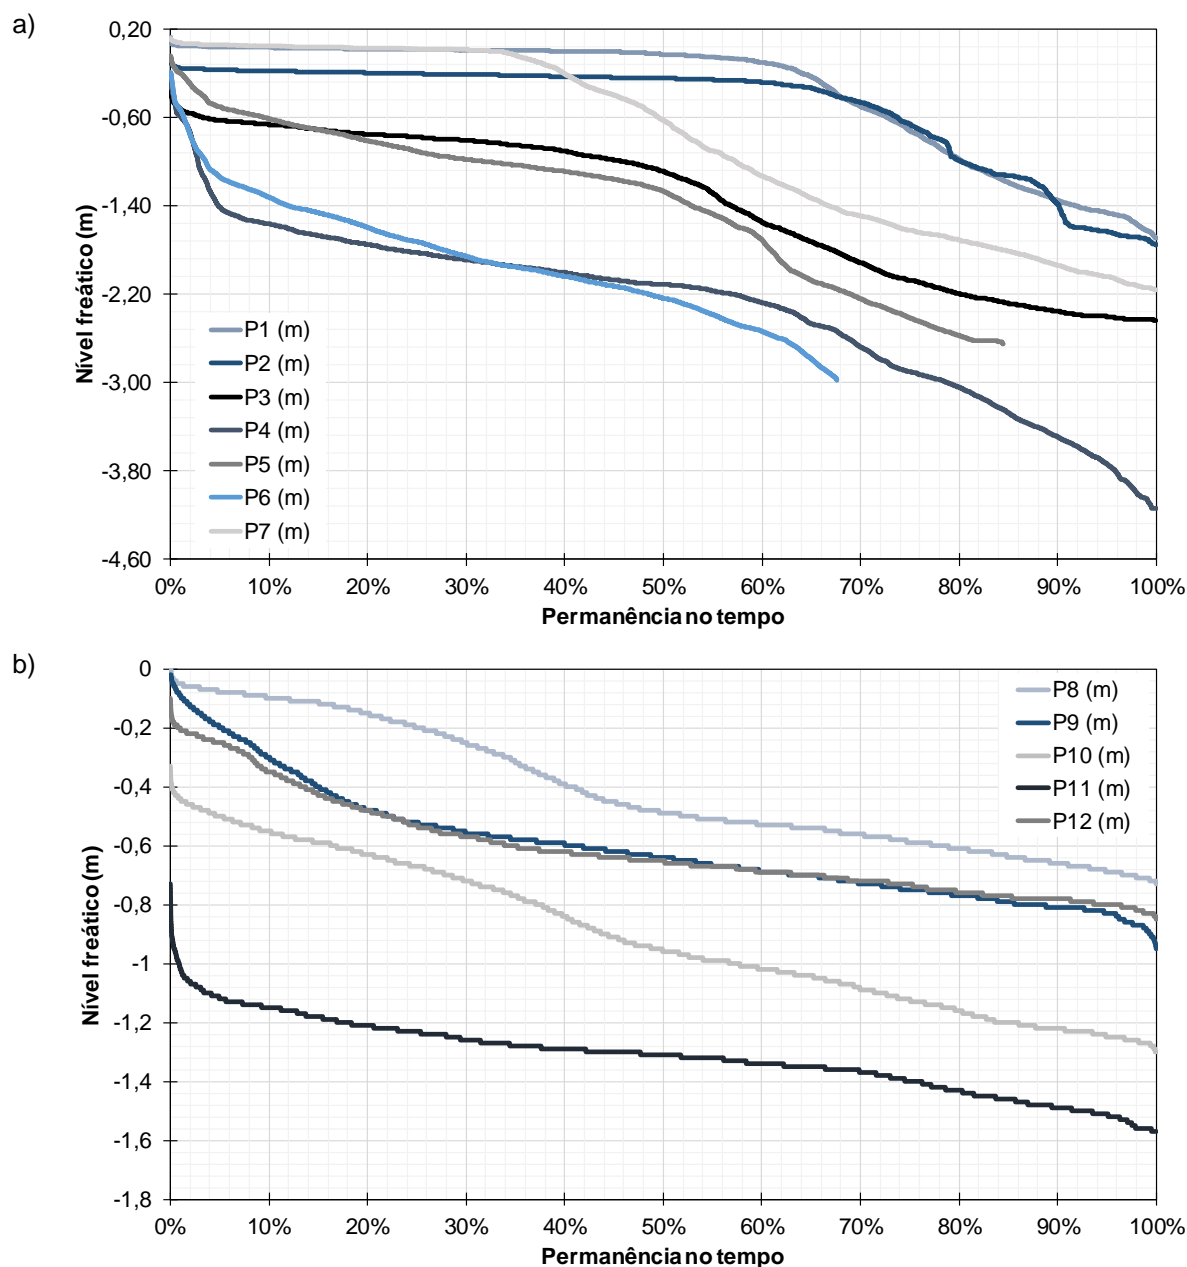 a)
0,20
-0,60
-1,40
-2,20
-3,00
-3,80
-4,60
Nível freático (m)
P1 (m)
P2 (m)
P3 (m)
P4 (m)
P5 (m)
P6 (m)
P7 (m)
0% 10% 20% 30% 40% 50% 60% 70% 80% 90% 100%
Permanência no tempo
b)
0
-0,2
-0,4
-0,6
-0,8
-1
-1,2
-1,4
-1,6
-1,8
Nível freático (m)
P8 (m)
P9 (m)
P10 (m)
P11 (m)
P12 (m)
0% 10% 20% 30% 40% 50% 60% 70% 80% 90% 100%
Permanência no tempo